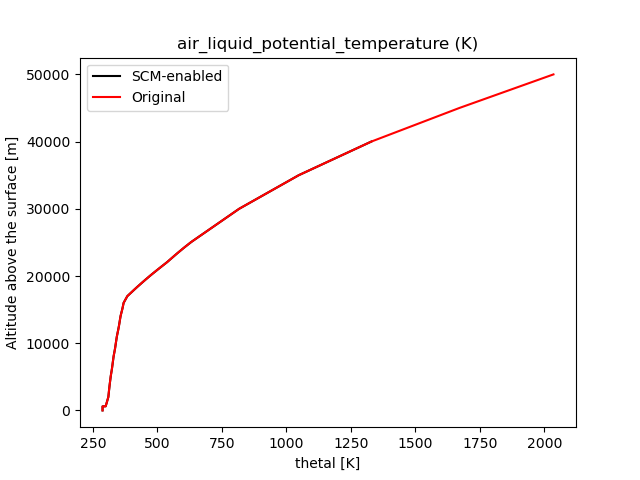 air_liquid_potential_temperature (K)
SCM-enabled
Original
Altitude above the surface [m]
50000
40000
30000
20000
10000
0
250
500
750
1000
1250
1500
1750
2000
thetal [K]